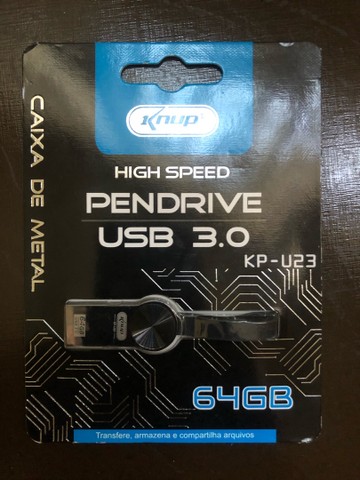 Knup
HIGH SPEED
PENDRIVE
USB 3.0
KP-U23
CAIXA DE METAL
64GB
Transfere, armazena e compartilha arquivos